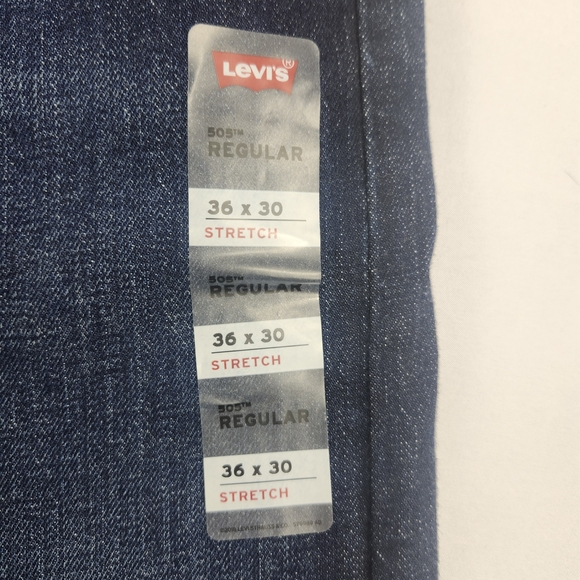 Levi's®
505™
REGULAR
36 x 30
STRETCH
505™
REGULAR
36 x 30
STRETCH
505™
REGULAR
36 x 30
STRETCH